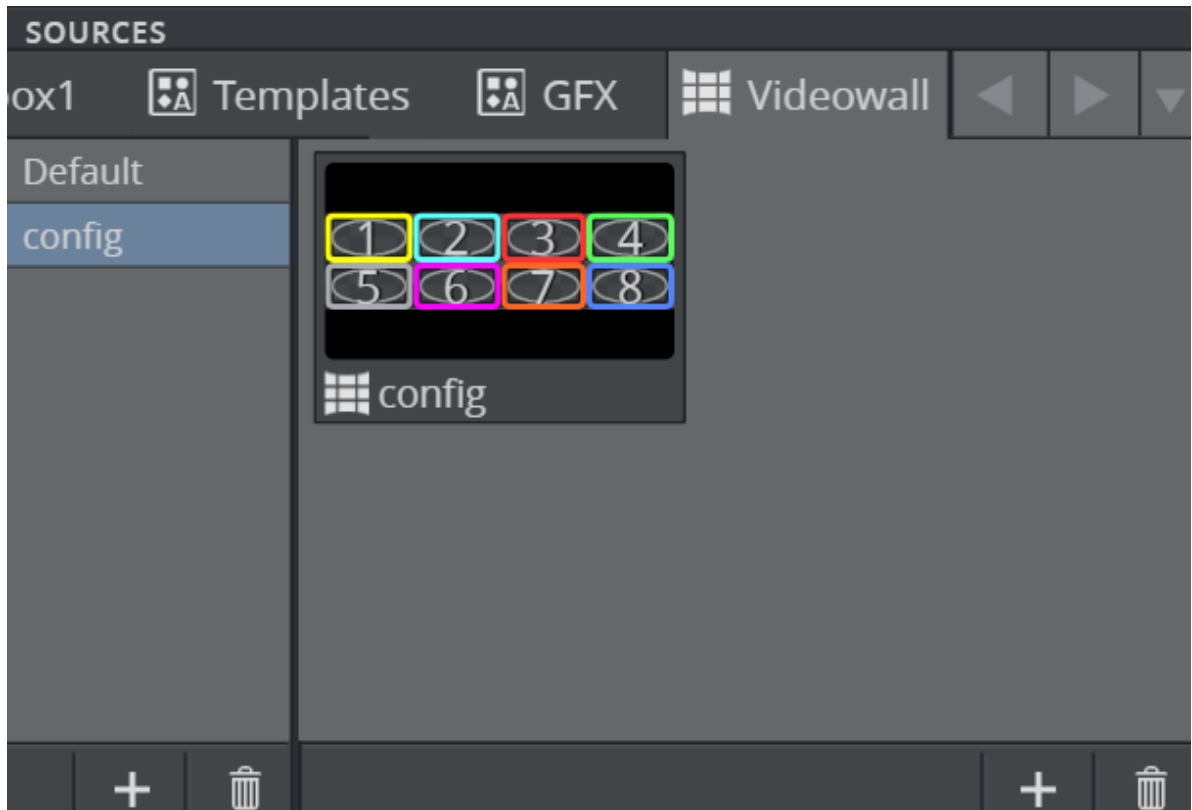 SOURCES
ox1 Templates GFX Videowall
Default
config
1 2 3 4
5 6 7 8
config